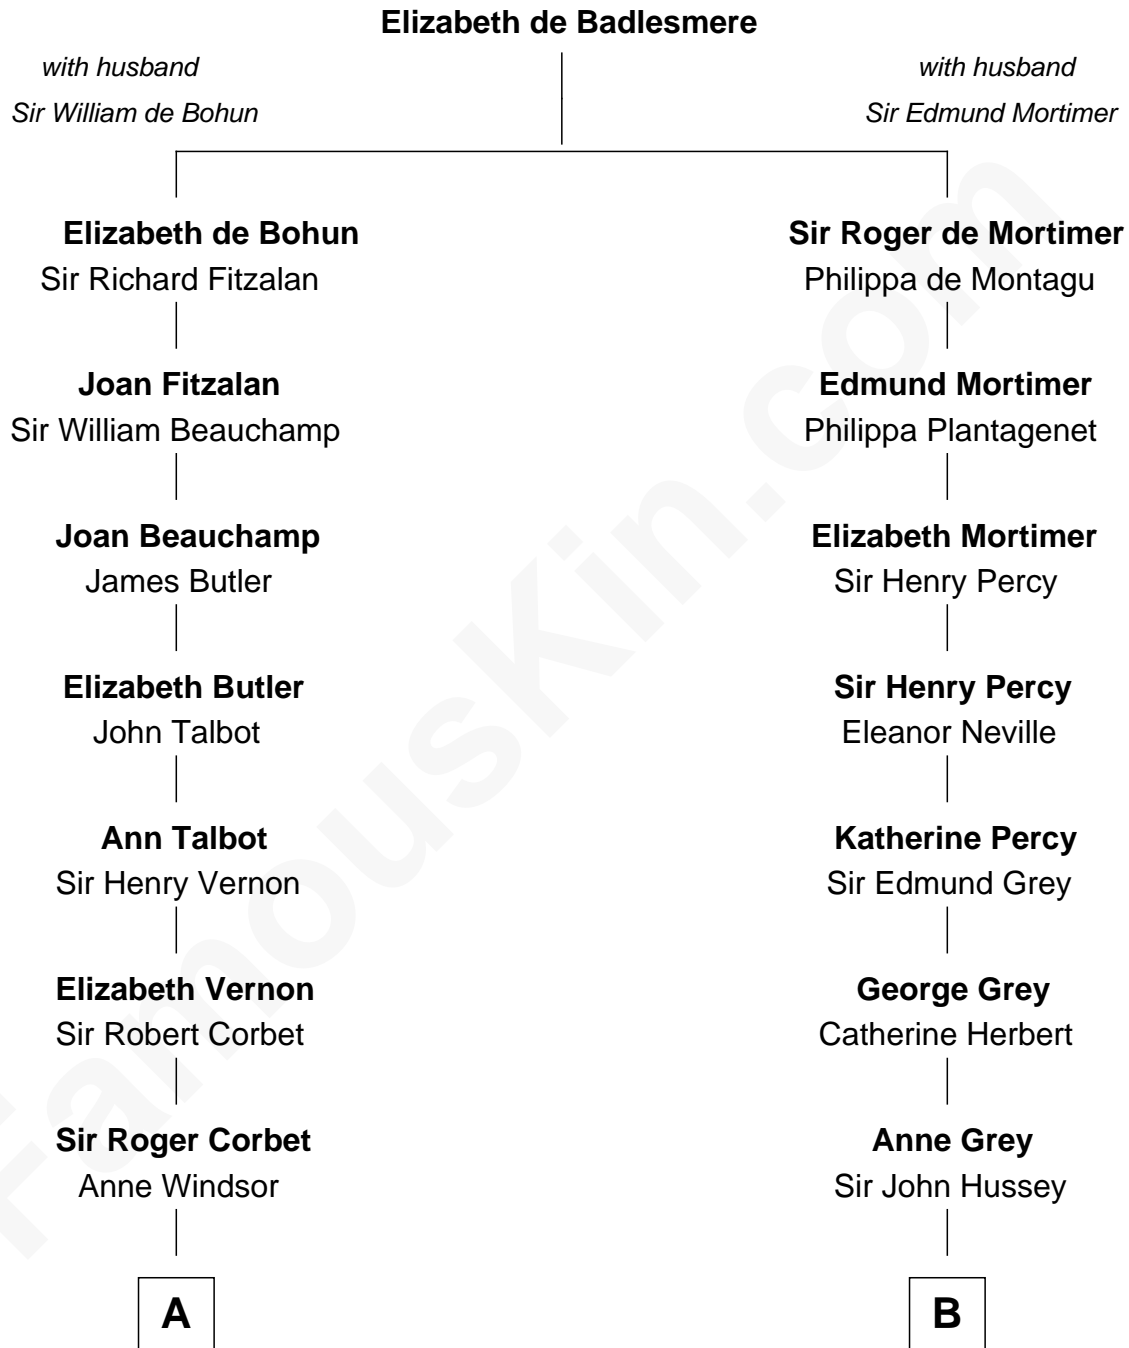 Elizabeth de Badlesmere
with husband
Sir William de Bohun
with husband
Sir Edmund Mortimer
Elizabeth de Bohun
Sir Richard Fitzalan
Sir Roger de Mortimer
Philippa de Montagu
Joan Fitzalan
Sir William Beauchamp
Edmund Mortimer
Philippa Plantagenet
Joan Beauchamp
James Butler
Elizabeth Mortimer
Sir Henry Percy
Elizabeth Butler
John Talbot
Sir Henry Percy
Eleanor Neville
Ann Talbot
Sir Henry Vernon
Katherine Percy
Sir Edmund Grey
Elizabeth Vernon
Sir Robert Corbet
George Grey
Catherine Herbert
Sir Roger Corbet
Anne Windsor
Anne Grey
Sir John Hussey
A
B
FamousKin.com